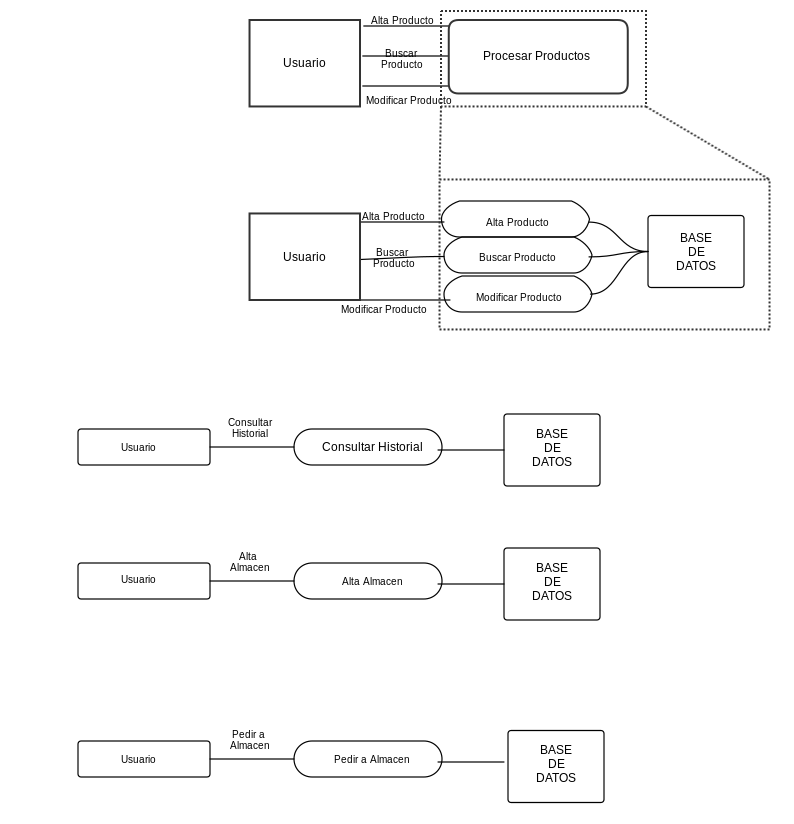 Alta Producto
Usuario
Buscar
Producto
Procesar Productos
Modificar Producto
Alta Producto
Usuario
Buscar
Producto
Modificar Producto
Alta Producto
Buscar Producto
Modificar Producto
BASE
DE
DATOS
Usuario
Consultar
Historial
Consultar Historial
BASE
DE
DATOS
Usuario
Alta
Almacen
Alta Almacen
BASE
DE
DATOS
Usuario
Pedir a
Almacen
Pedir a Almacen
BASE
DE
DATOS